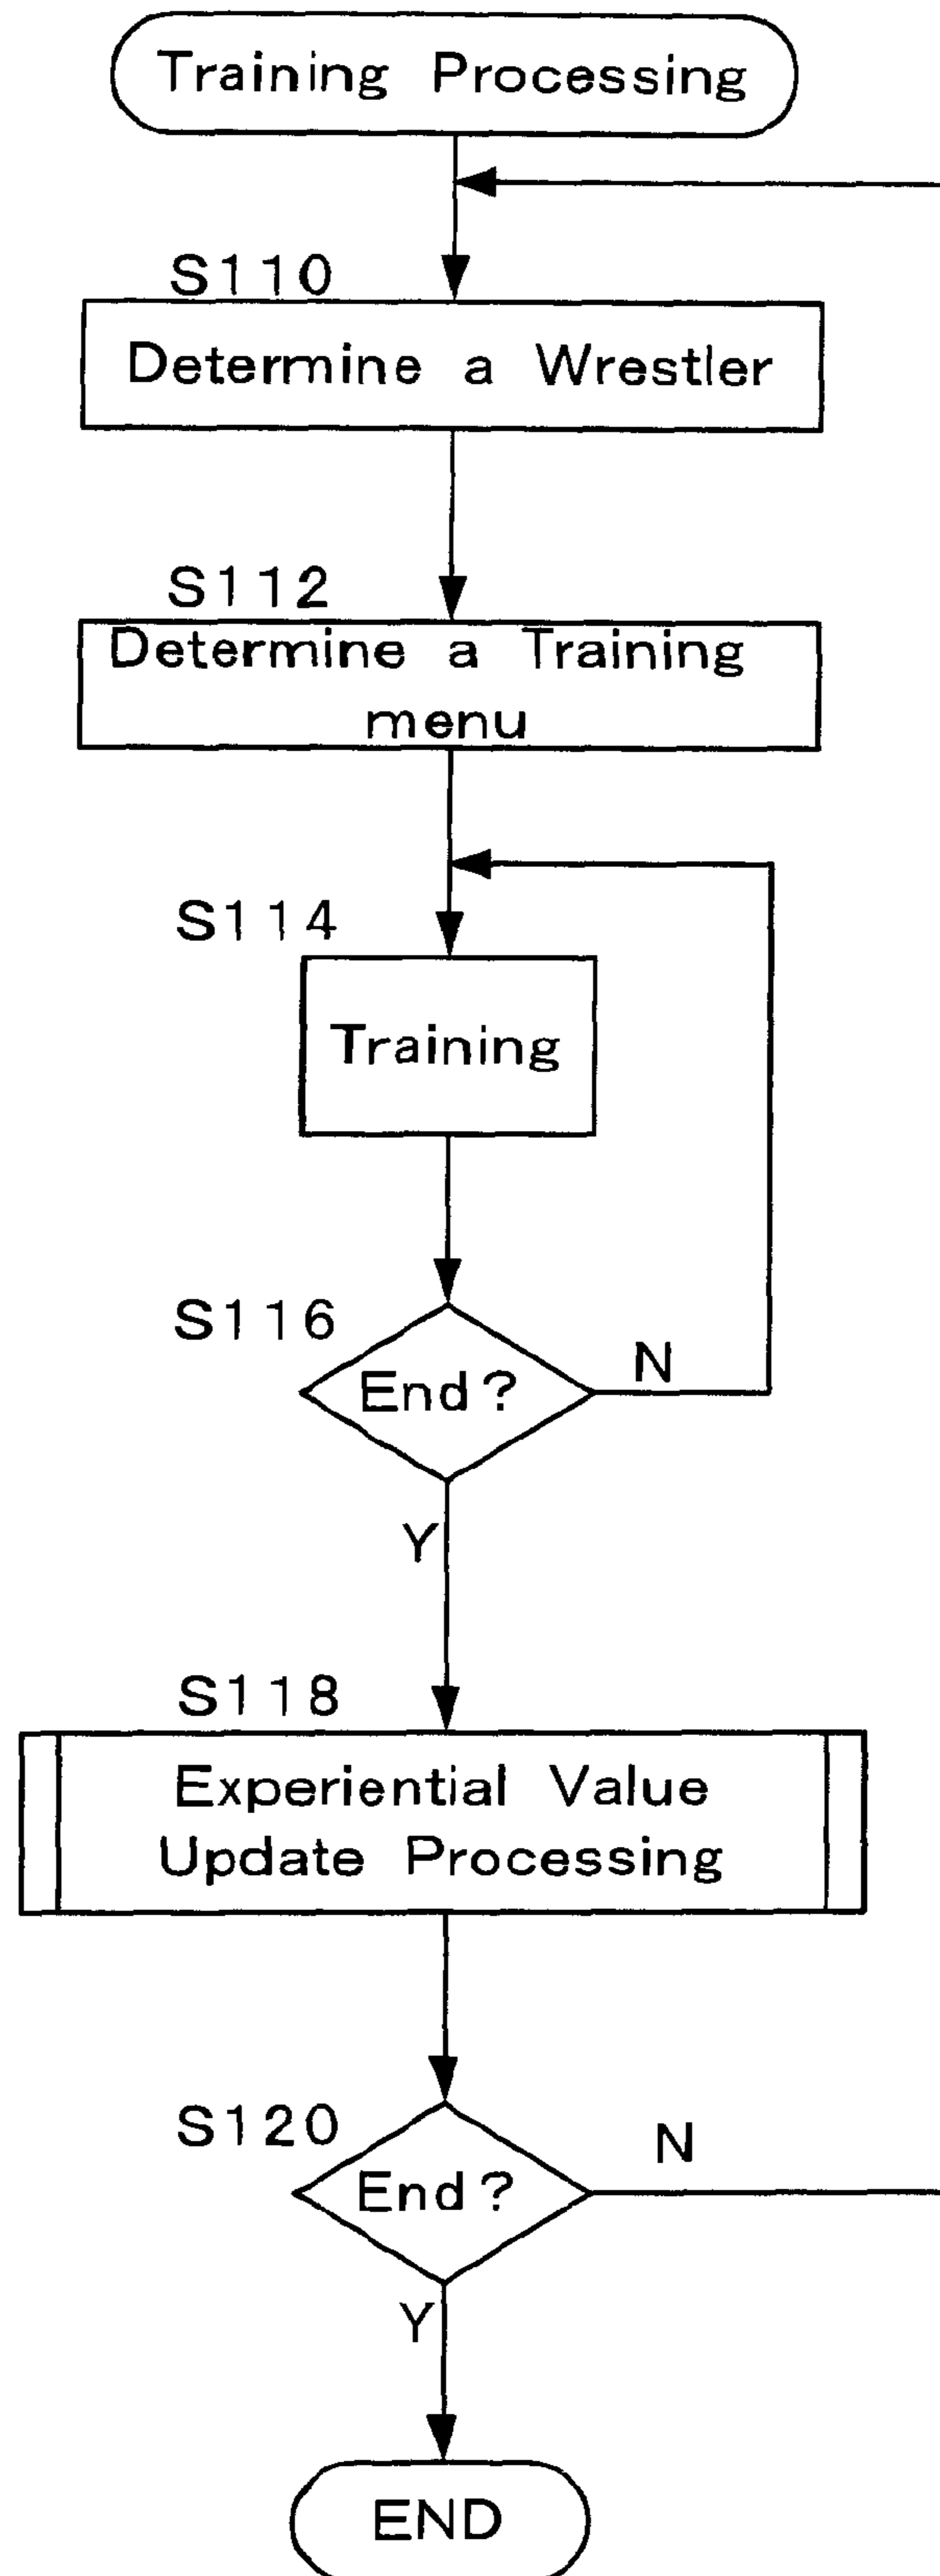 Training Processing
S110
Determine a Wrestler
S112
Determine a Training
menu
S114
Training
S116
End?
N
Y
S118
Experiential Value
Update Processing
S120
End?
N
Y
END